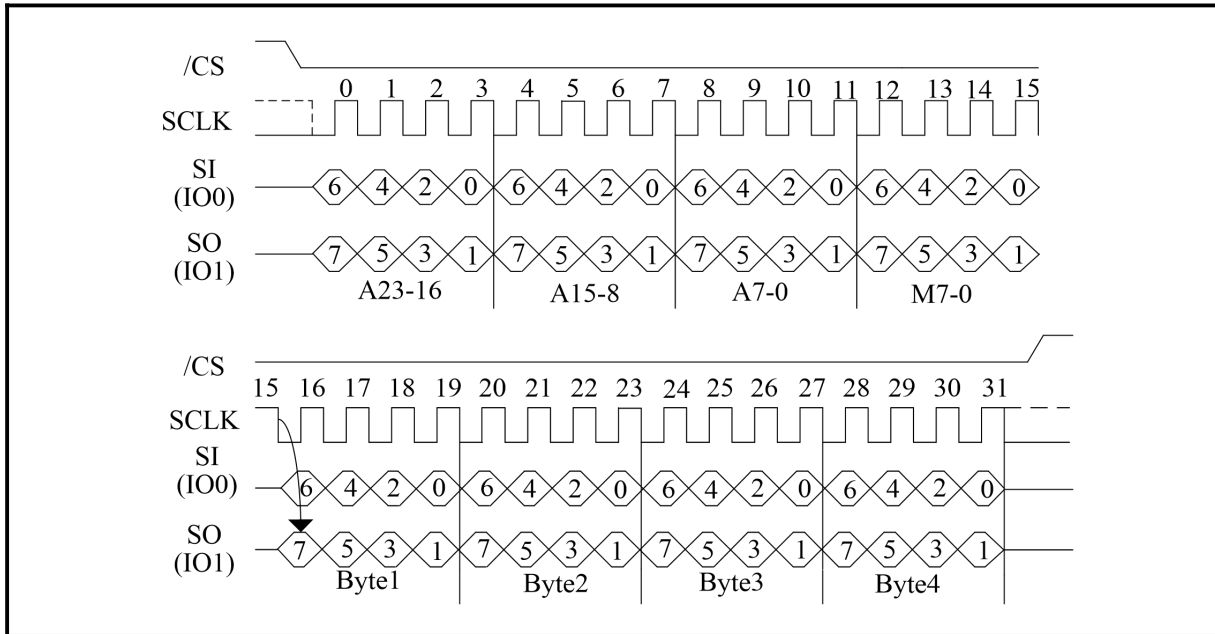 /CS
0 1 2 3 4 5 6 7 8 9 10 11 12 13 14 15
SCLK
SI
(IO0)
6 4 2 0 6 4 2 0 6 4 2 0 6 4 2 0
SO
(IO1)
7 5 3 1 7 5 3 1 7 5 3 1 7 5 3 1
A23-16 A15-8 A7-0 M7-0
/CS
15 16 17 18 19 20 21 22 23 24 25 26 27 28 29 30 31
SCLK
SI
(IO0)
6 4 2 0 6 4 2 0 6 4 2 0 6 4 2 0
SO
(IO1)
7 5 3 1 7 5 3 1 7 5 3 1 7 5 3 1
Byte1 Byte2 Byte3 Byte4